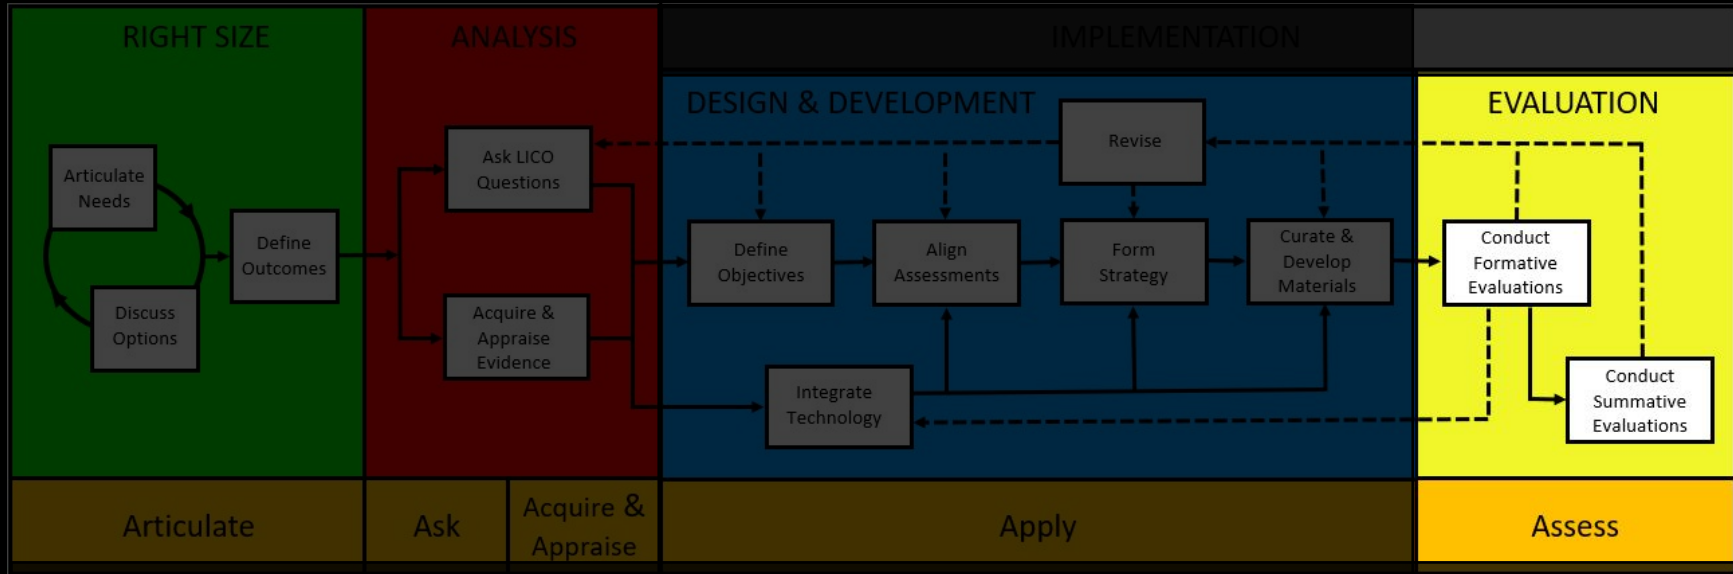 RIGHT SIZE
ANALYSIS
IMPLEMENTATION
DESIGN & DEVELOPMENT
EVALUATION
Articulate
Needs
Discuss
Options
Define
Outcomes
Ask LICO
Questions
Acquire &
Appraise
Evidence
Revise
Define
Objectives
Align
Assessments
Form
Strategy
Curate &
Develop
Materials
Integrate
Technology
Conduct
Formative
Evaluations
Conduct
Summative
Evaluations
Articulate
Ask
Acquire &
Appraise
Apply
Assess